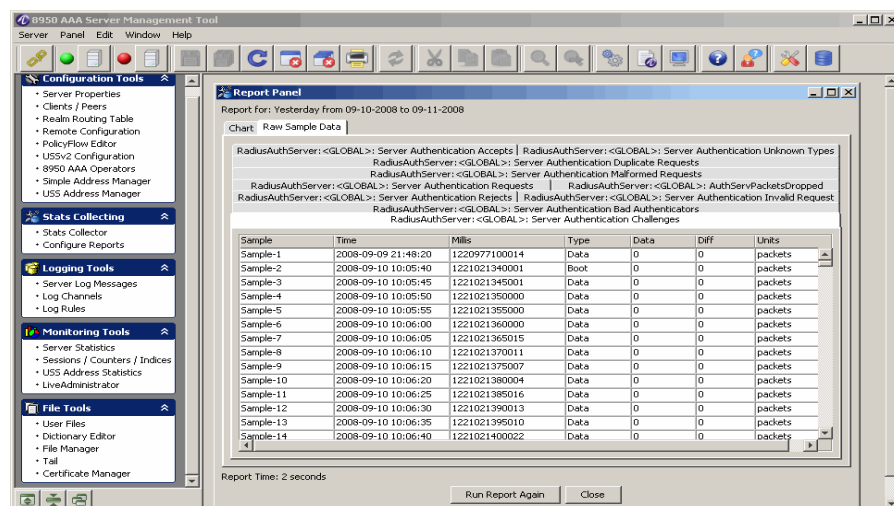 8950 AAA Server Management Tool
Server Panel Edit Window Help
Configuration Tools
Server Properties
Clients / Peers
Realm Routing Table
Remote Configuration
PolicyFlow Editor
USSv2 Configuration
8950 AAA Operators
Simple Address Manager
USS Address Manager
Stats Collecting
Stats Collector
Configure Reports
Logging Tools
Server Log Messages
Log Channels
Log Rules
Monitoring Tools
Server Statistics
Sessions / Counters / Indices
USS Address Statistics
LiveAdministrator
File Tools
User Files
Dictionary Editor
File Manager
Tail
Certificate Manager
Report Panel
Report for: Yesterday from 09-10-2008 to 09-11-2008
Chart Raw Sample Data
RadiusAuthServer:<GLOBAL>: Server Authentication Accepts RadiusAuthServer:<GLOBAL>: Server Authentication Unknown Types
RadiusAuthServer:<GLOBAL>: Server Authentication Duplicate Requests
RadiusAuthServer:<GLOBAL>: Server Authentication Malformed Requests
RadiusAuthServer:<GLOBAL>: Server Authentication Requests RadiusAuthServer:<GLOBAL>: AuthServPacketsDropped
RadiusAuthServer:<GLOBAL>: Server Authentication Rejects RadiusAuthServer:<GLOBAL>: Server Authentication Invalid Request
RadiusAuthServer:<GLOBAL>: Server Authentication Bad Authenticators
RadiusAuthServer:<GLOBAL>: Server Authentication Challenges
Sample Time Millis Type Data Diff Units
Sample-1 2008-09-09 21:48:20 1220977100014 Data 0 0 packets
Sample-2 2008-09-10 10:05:40 1221021340001 Boot 0 0 packets
Sample-3 2008-09-10 10:05:45 1221021345001 Data 0 0 packets
Sample-4 2008-09-10 10:05:50 1221021350000 Data 0 0 packets
Sample-5 2008-09-10 10:05:55 1221021355000 Data 0 0 packets
Sample-6 2008-09-10 10:06:00 1221021360000 Data 0 0 packets
Sample-7 2008-09-10 10:06:05 1221021365015 Data 0 0 packets
Sample-8 2008-09-10 10:06:10 1221021370011 Data 0 0 packets
Sample-9 2008-09-10 10:06:15 1221021375007 Data 0 0 packets
Sample-10 2008-09-10 10:06:20 1221021380004 Data 0 0 packets
Sample-11 2008-09-10 10:06:25 1221021385016 Data 0 0 packets
Sample-12 2008-09-10 10:06:30 1221021390013 Data 0 0 packets
Sample-13 2008-09-10 10:06:35 1221021395010 Data 0 0 packets
Sample-14 2008-09-10 10:06:40 1221021400022 Data 0 0 packets
Report Time: 2 seconds
Run Report Again Close